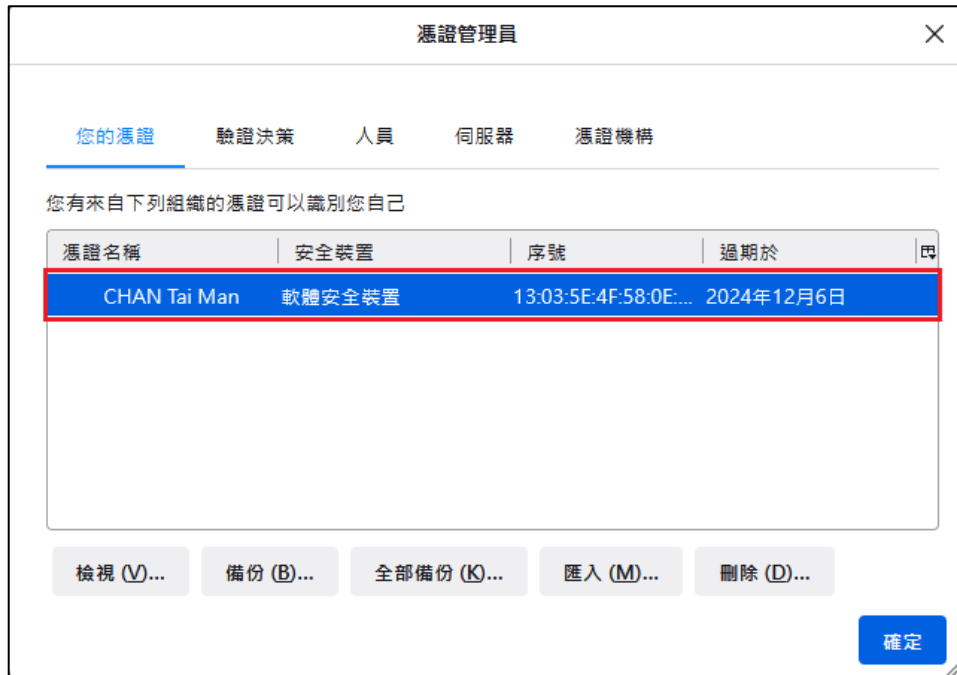 憑證管理員
您的憑證 驗證決策 人員 伺服器 憑證機構
您有來自下列組織的憑證可以識別您自己
憑證名稱 安全裝置 序號 過期於
CHAN Tai Man 軟體安全裝置 13:03:5E:4F:58:0E:... 2024年12月6日
檢視 (V)... 備份 (B)... 全部備份 (K)... 匯入 (M)... 刪除 (D)...
確定